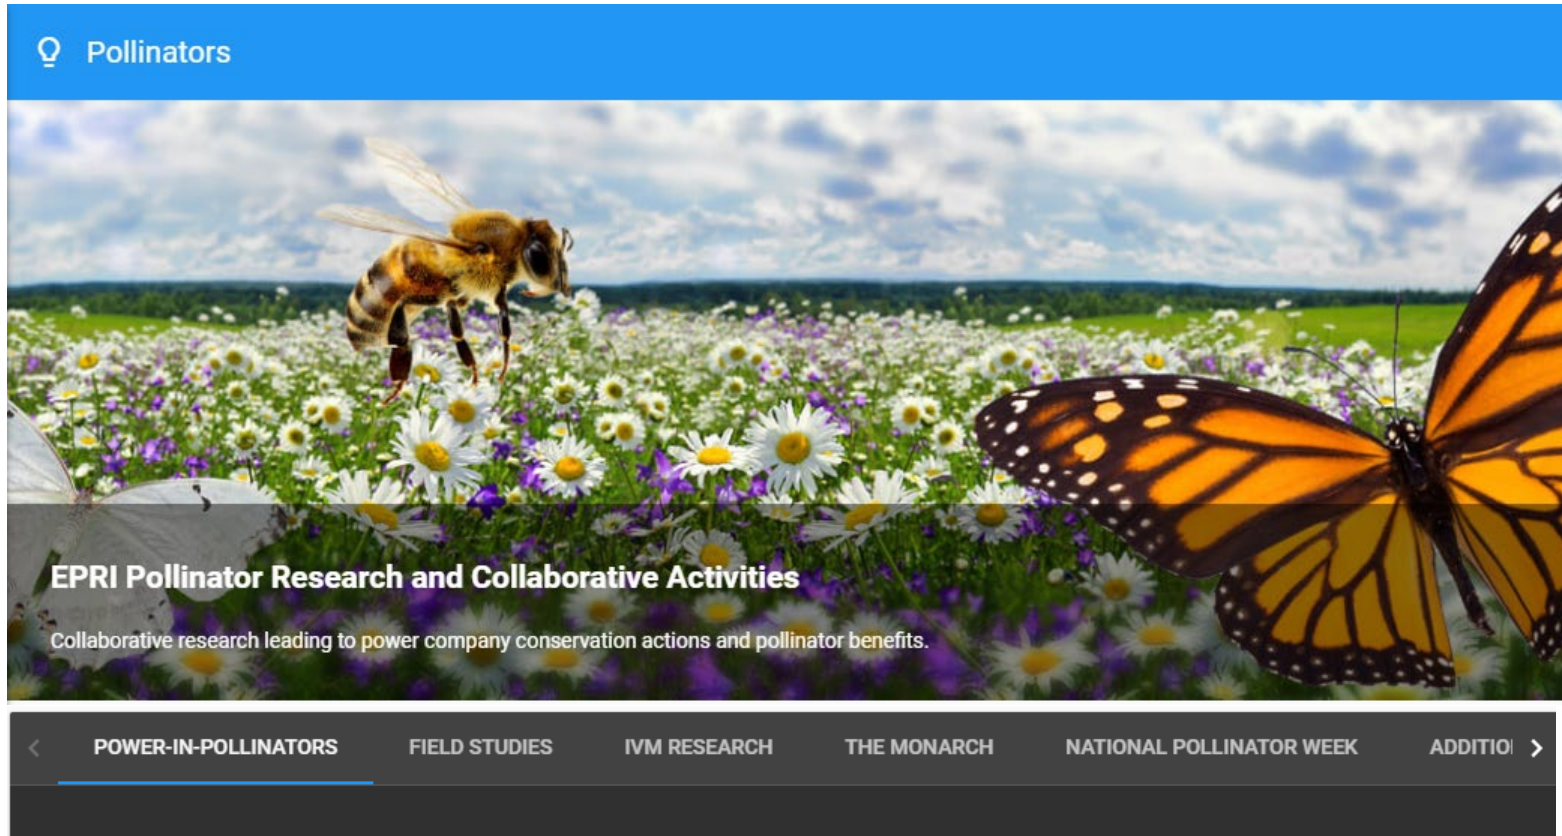 Pollinators
EPRI Pollinator Research and Collaborative Activities
Collaborative research leading to power company conservation actions and pollinator benefits.
POWER-IN-POLLINATORS FIELD STUDIES IVM RESEARCH THE MONARCH NATIONAL POLLINATOR WEEK